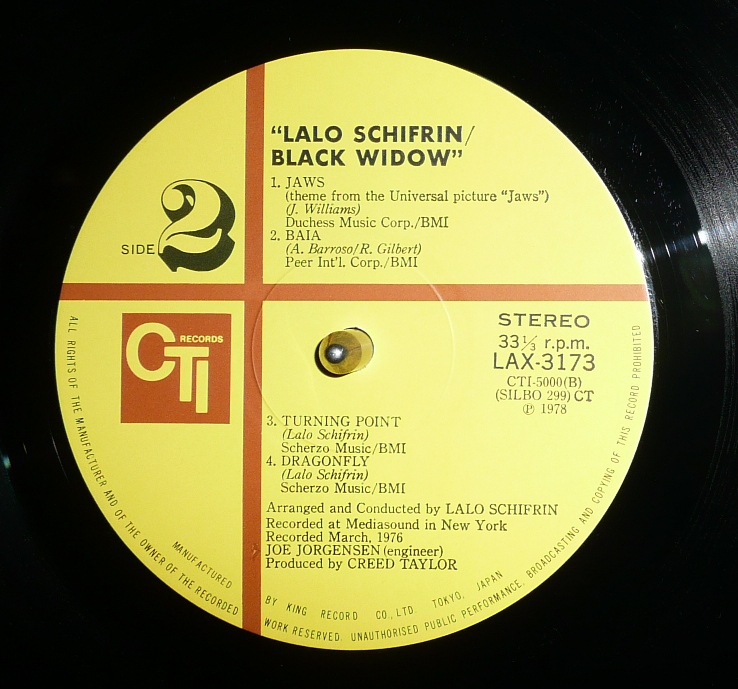 "LALO SCHIFRIN/
BLACK WIDOW"
1. JAWS
(theme from the Universal picture "Jaws")
(J. Williams)
Duchess Music Corp./BMI
2. BAIA
(A. Barroso/R. Gilbert)
Peer Int'l. Corp./BMI
SIDE 2
CTI RECORDS
STEREO
33⅓ r.p.m.
LAX-3173
CTI-5000(B)
(SILBO 299) CT
℗ 1978
3. TURNING POINT
(Lalo Schifrin)
Scherzo Music/BMI
4. DRAGONFLY
(Lalo Schifrin)
Scherzo Music/BMI
Arranged and Conducted by LALO SCHIFRIN
Recorded at Mediasound in New York
Recorded March, 1976
JOE JORGENSEN (engineer)
Produced by CREED TAYLOR
MANUFACTURED BY KING RECORD CO., LTD. TOKYO, JAPAN
ALL RIGHTS OF THE MANUFACTURER AND OF THE OWNER OF THE RECORDED WORK RESERVED. UNAUTHORISED PUBLIC PERFORMANCE, BROADCASTING AND COPYING OF THIS RECORD PROHIBITED